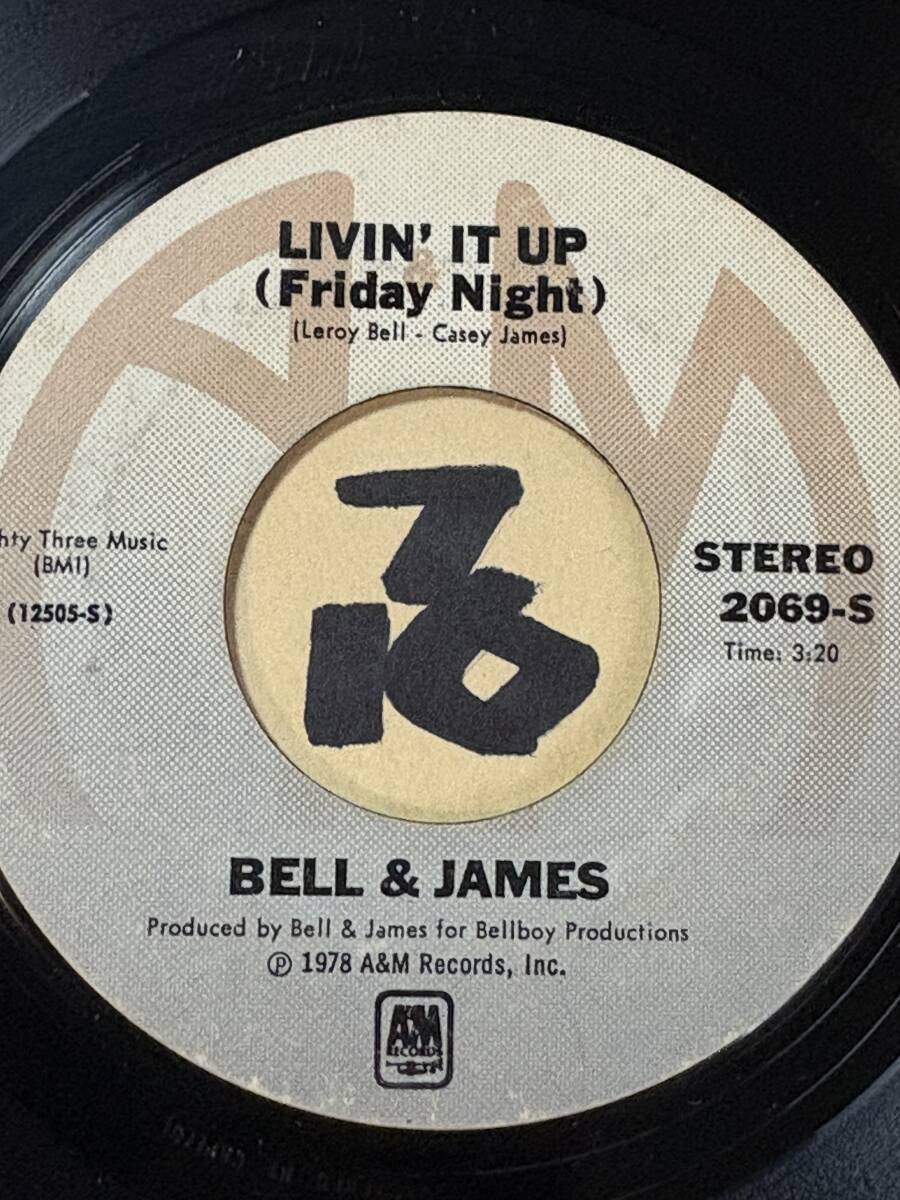 LIVIN' IT UP
(Friday Night)
(Leroy Bell - Casey James)
Three Music
(BMI)
(12505-S)
STEREO
2069-S
Time: 3:20
BELL & JAMES
Produced by Bell & James for Bellboy Productions
℗ 1978 A&M Records, Inc.
A&M
RECORDS